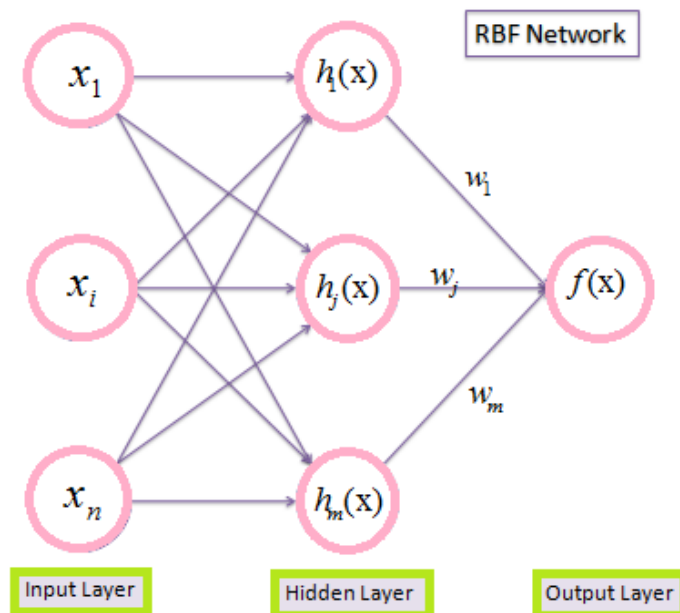 RBF Network
x₁
h₁(x)
w₁
xᵢ
hⱼ(x)
wⱼ
f(x)
wₘ
xₙ
hₘ(x)
Input Layer
Hidden Layer
Output Layer